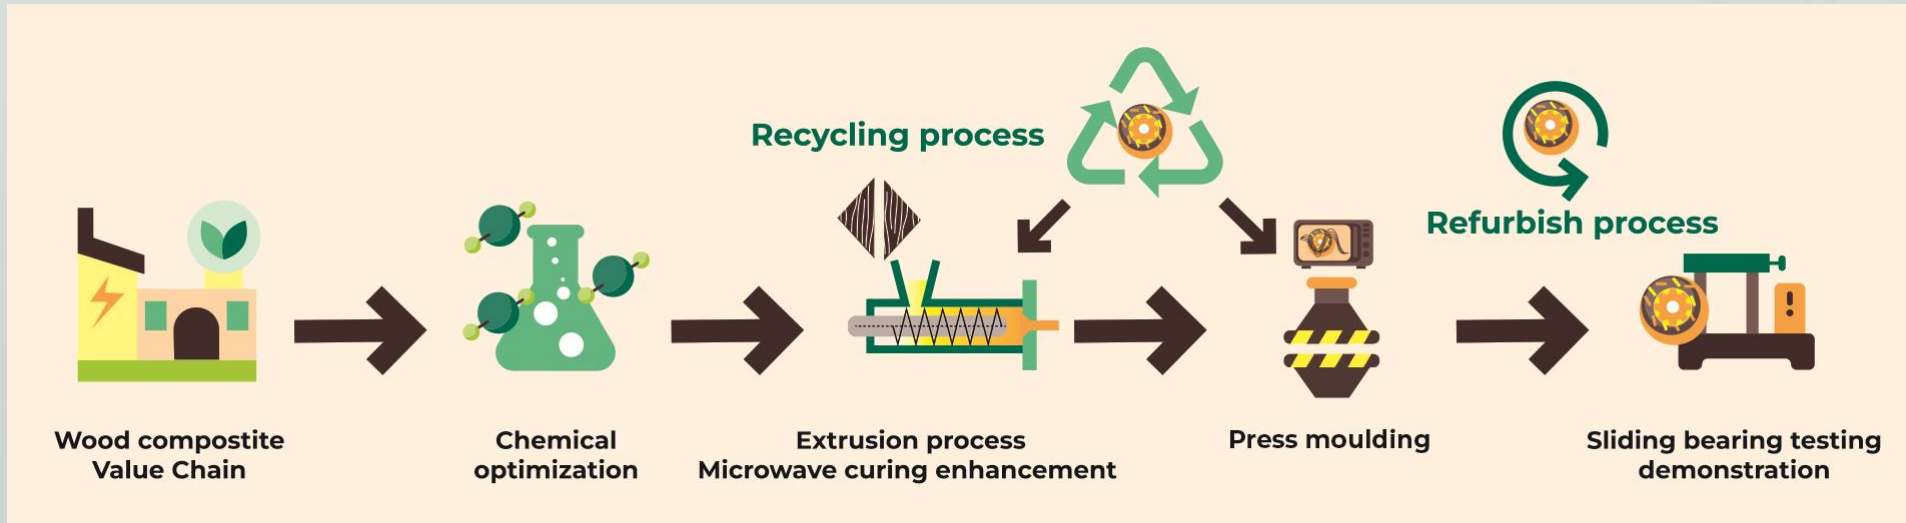 Recycling process
Refurbish process
Wood compostite
Value Chain
Chemical
optimization
Extrusion process
Microwave curing enhancement
Press moulding
Sliding bearing testing
demonstration